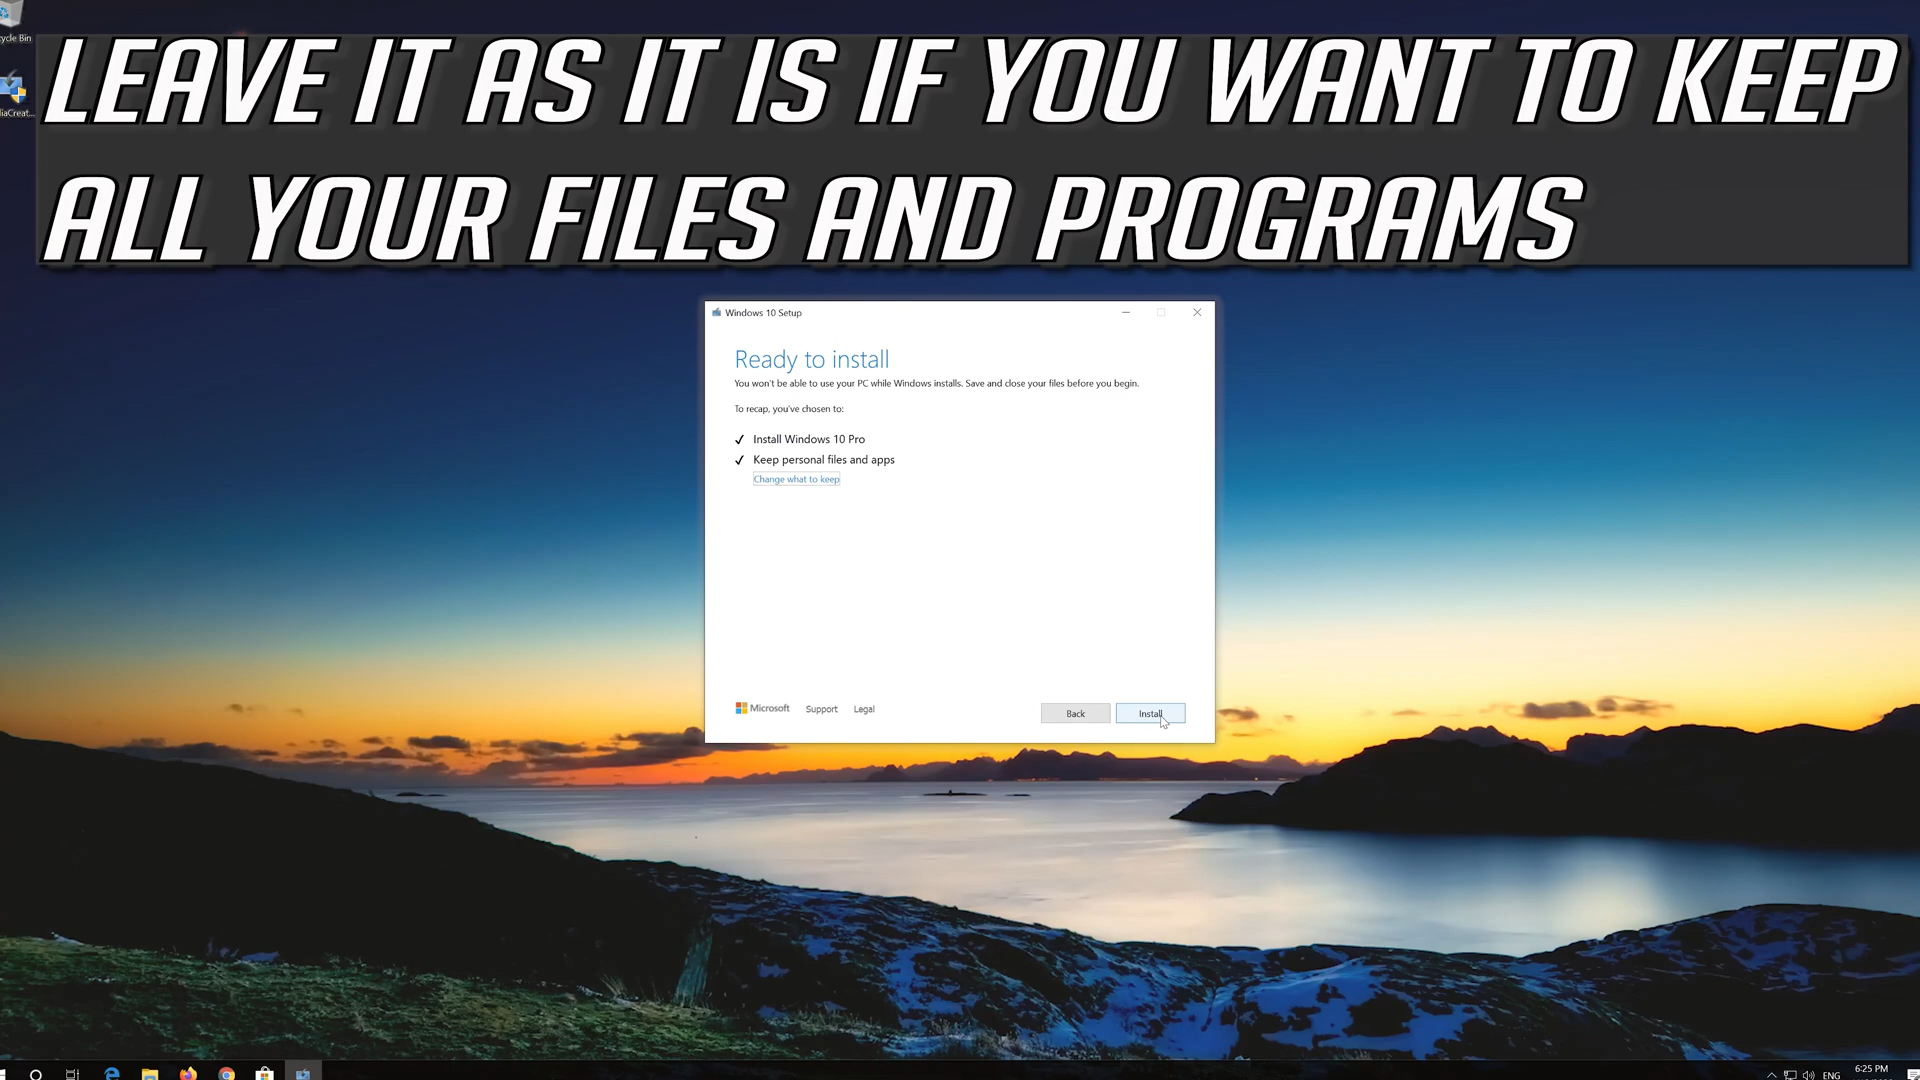 LEAVE IT AS IT IS IF YOU WANT TO KEEP
ALL YOUR FILES AND PROGRAMS
cycle Bin
diaCreat...
Windows 10 Setup
Ready to install
You won't be able to use your PC while Windows installs. Save and close your files before you begin.
To recap, you've chosen to:
✓ Install Windows 10 Pro
✓ Keep personal files and apps
Change what to keep
Microsoft Support Legal
Back Install
ENG
6:25 PM